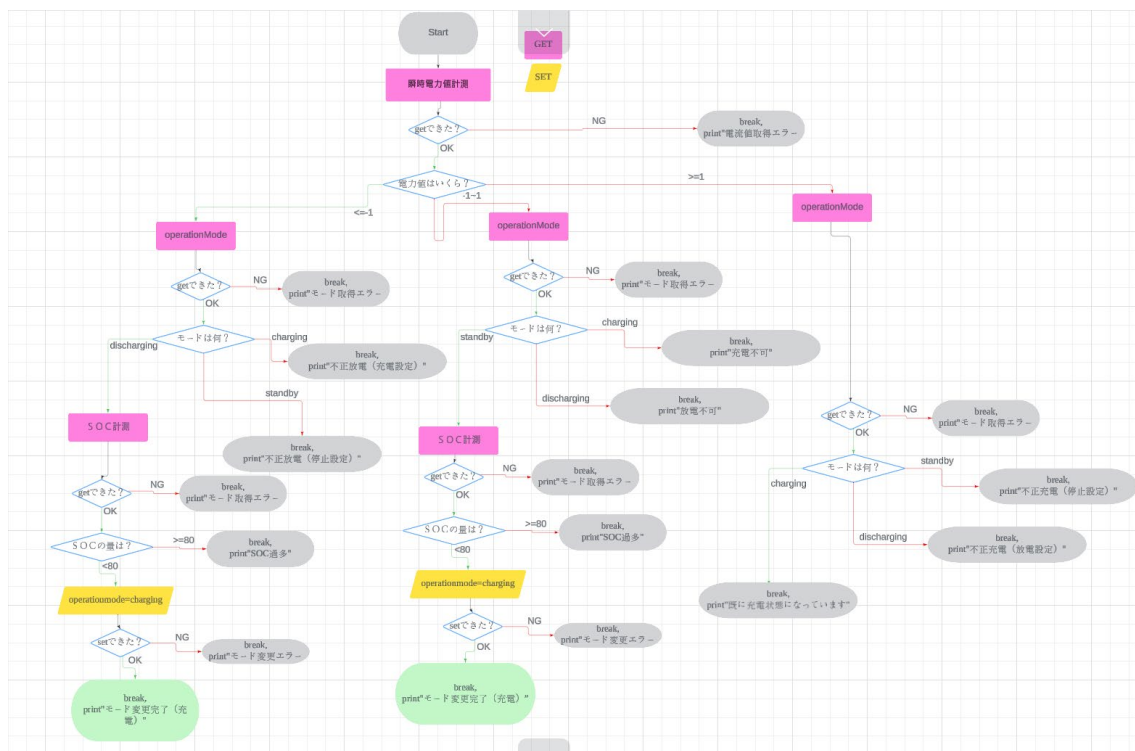 Start
GET
SET
瞬時電力値計測
getできた？
NG
break,
print"電流値取得エラー
OK
電力値はいくら？
<=-1
-1~1
>=1
operationMode
getできた？
NG
break,
print"モード取得エラー
OK
モードは何？
discharging
charging
break,
print"不正放電（充電設定）"
standby
break,
print"不正放電（停止設定）"
ＳＯＣ計測
getできた？
NG
break,
print"モード取得エラー
OK
ＳＯＣの量は？
>=80
break,
print"SOC過多"
<80
operationmode=charging
setできた？
NG
break,
print"モード変更エラー
OK
break,
print"モード変更完了（充
電）"
operationMode
getできた？
NG
break,
print"モード取得エラー
OK
モードは何？
standby
charging
break,
print"充電不可"
discharging
break,
print"放電不可"
ＳＯＣ計測
getできた？
NG
break,
print"モード取得エラー
OK
SOCの量は？
>=80
break,
print"SOC過多"
<80
operationmode=charging
setできた？
NG
break,
print"モード変更エラー
OK
break,
print"モード変更完了（充電）"
operationMode
getできた？
NG
break,
print"モード取得エラー
OK
モードは何？
charging
standby
break,
print"不正充電（停止設定）"
discharging
break,
print"不正充電（放電設定）"
break,
print"既に充電状態になっています"